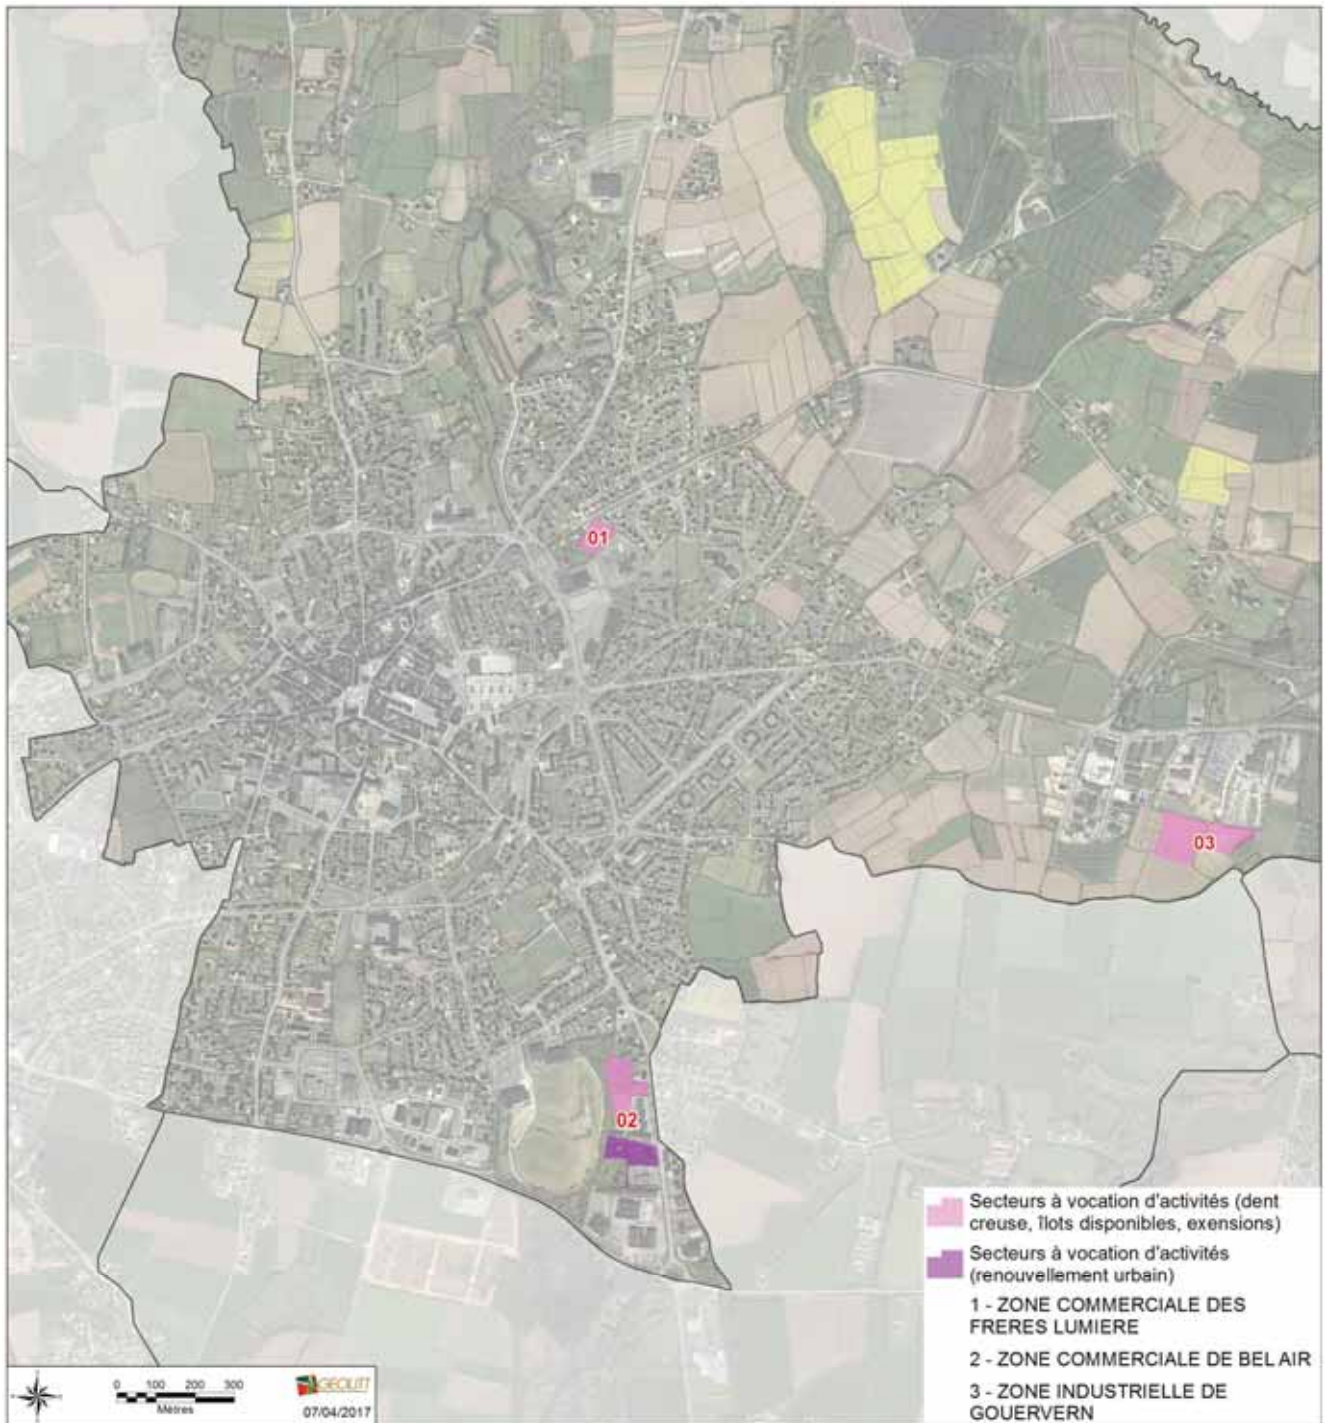 01
03
02
Secteurs à vocation d'activités (dent
creuse, îlots disponibles, exensions)
Secteurs à vocation d'activités
(renouvellement urbain)
1 - ZONE COMMERCIALE DES
FRERES LUMIERE
2 - ZONE COMMERCIALE DE BEL AIR
3 - ZONE INDUSTRIELLE DE
GOUERVERN
0 100 200 300
Mètres
GEOLITT
07/04/2017